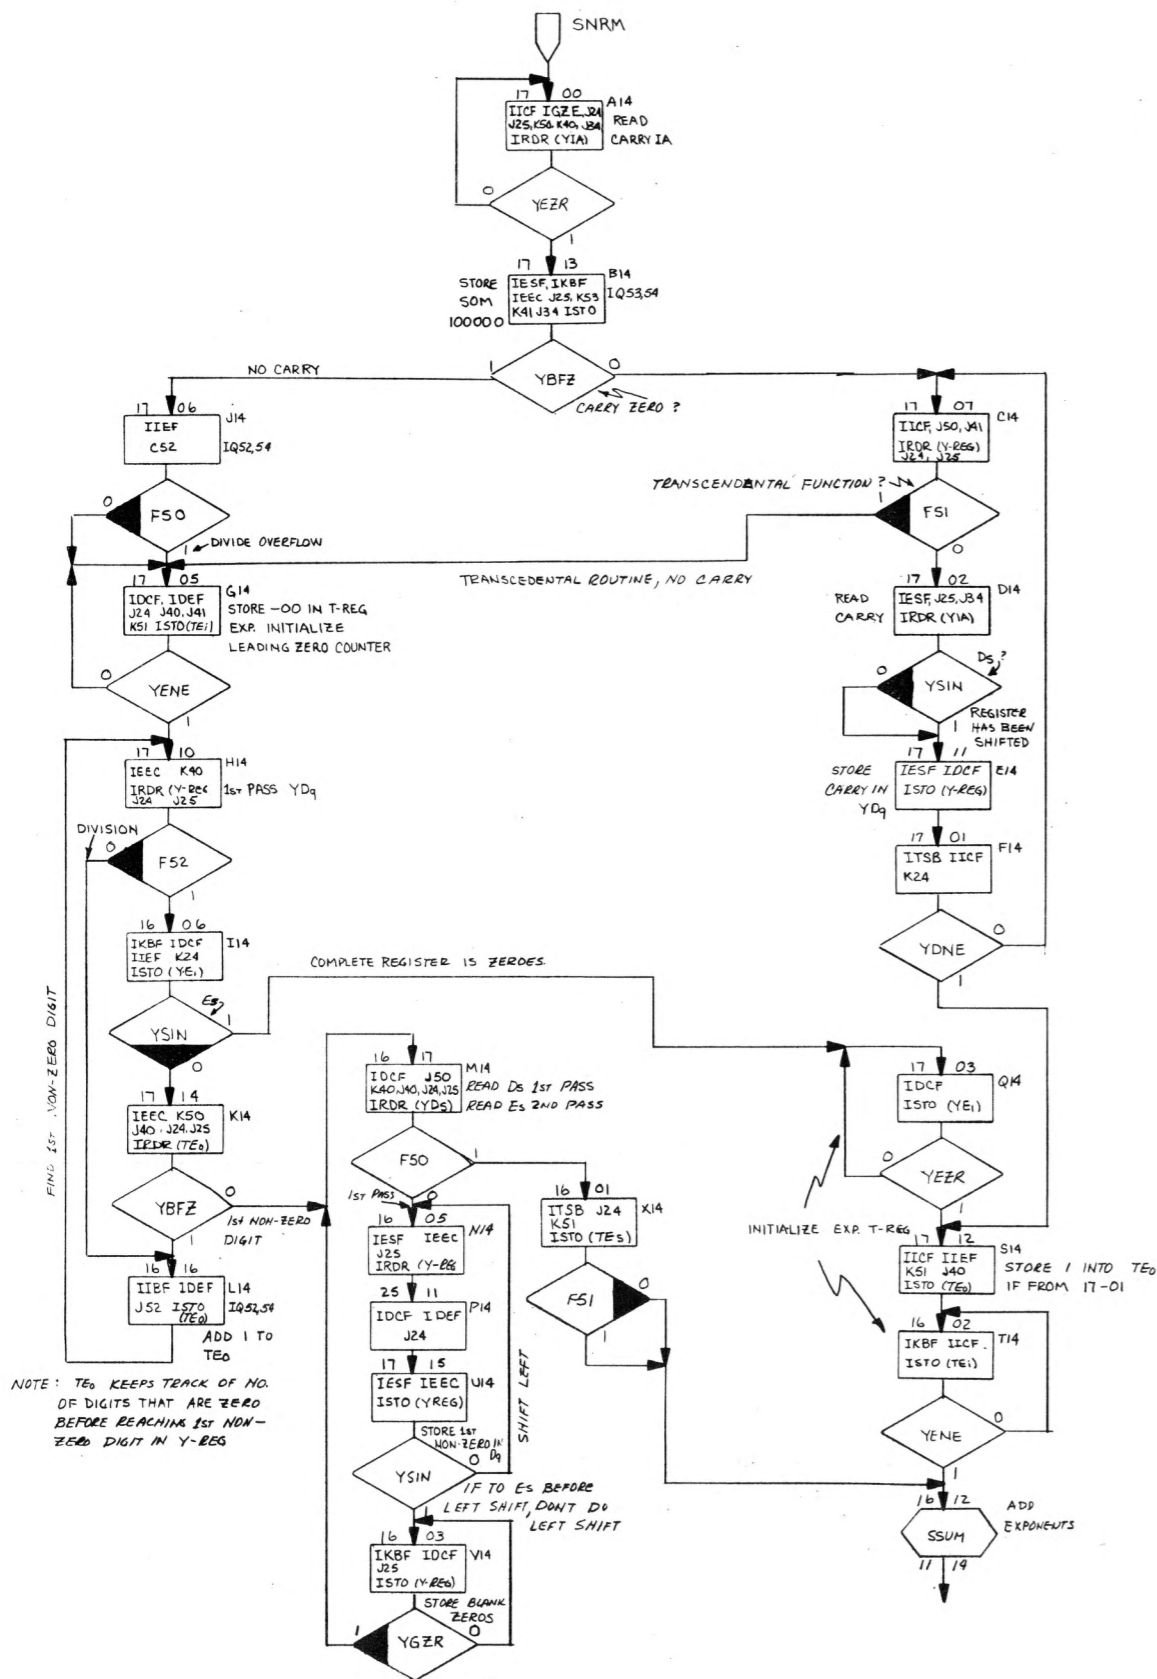 SNRM
17 00
A14
IICF IGZE, J24
J25, K50, K40, J34
IRDR (YIA)
READ
CARRY IA
0
YEZR
1
17 13
B14
STORE
SOM
100000
IESF, IKBF
IEEC J25, K53
K41 J34 ISTO
IQ53,54
NO CARRY
1
YBFZ
0
CARRY ZERO ?
17 06
J14
IIEF
C52
IQ52,54
17 07
C14
IICF, J50, J41
IRDR (Y-REG)
J24, J25
TRANSCENDENTAL FUNCTION ?
0
F50
1
DIVIDE OVERFLOW
1
F51
0
TRANSCEDENTAL ROUTINE, NO CARRY
17 05
G14
IDCF, IDEF
J24 J40, J41
K51 ISTO (TEi)
STORE -00 IN T-REG
EXP. INITIALIZE
LEADING ZERO COUNTER
0
YENE
1
17 02
D14
READ
CARRY
IESF, J25, J34
IRDR (YIA)
0
YSIN
DS ?
1
REGISTER
HAS BEEN
SHIFTED
17 10
H14
IEEC K40
IRDR (Y-REG
J24 J25
1ST PASS YD9
17 11
E14
STORE
CARRY IN
YD9
IESF IDCF
ISTO (Y-REG)
DIVISION
0
F52
1
17 01
F14
ITSB IICF
K24
YDNE
0
1
16 06
I14
IKBF IDCF
IIEF K24
ISTO (YEi)
COMPLETE REGISTER IS ZEROES
ES
YSIN
1
0
FIND 1ST NON-ZERO DIGIT
17 14
K14
IEEC K50
J40, J24, J25
IRDR (TEo)
YBFZ
0
1ST NON-ZERO
DIGIT
1
16 16
L14
IIBF IDEF
J52 ISTO
(TEo)
IQ52,54
ADD 1 TO
TEo
NOTE: TEo KEEPS TRACK OF NO.
OF DIGITS THAT ARE ZERO
BEFORE REACHING 1ST NON-
ZERO DIGIT IN Y-REG
16 17
M14
IDCF J50
K40, J40, J24, J25
IRDR (YDS)
READ DS 1ST PASS
READ ES 2ND PASS
F50
1
1ST PASS
0
16 05
N14
IESF IEEC
J25
IRDR (Y-REG
25 11
P14
IDCF IDEF
J24
17 15
U14
IESF IEEC
ISTO (YREG)
SHIFT LEFT
STORE 1ST
NON-ZERO IN
D9
YSIN
0
1
IF TO ES BEFORE
LEFT SHIFT, DONT DO
LEFT SHIFT
16 03
V14
IKBF IDCF
J25
ISTO (Y-REG)
STORE BLANK
ZEROS
1
YGZR
0
16 01
X14
ITSB J24
K51
ISTO (TES)
F51
0
1
17 03
Q14
IDCF
ISTO (YEi)
0
YEZR
1
INITIALIZE EXP. T-REG
17 12
S14
IICF IIEF
K51 J40
ISTO (TEo)
STORE 1 INTO TEo
IF FROM 17-01
16 02
T14
IKBF IICF.
ISTO (TEi)
YENE
0
1
16 12
SSUM
ADD
EXPONENTS
11 14